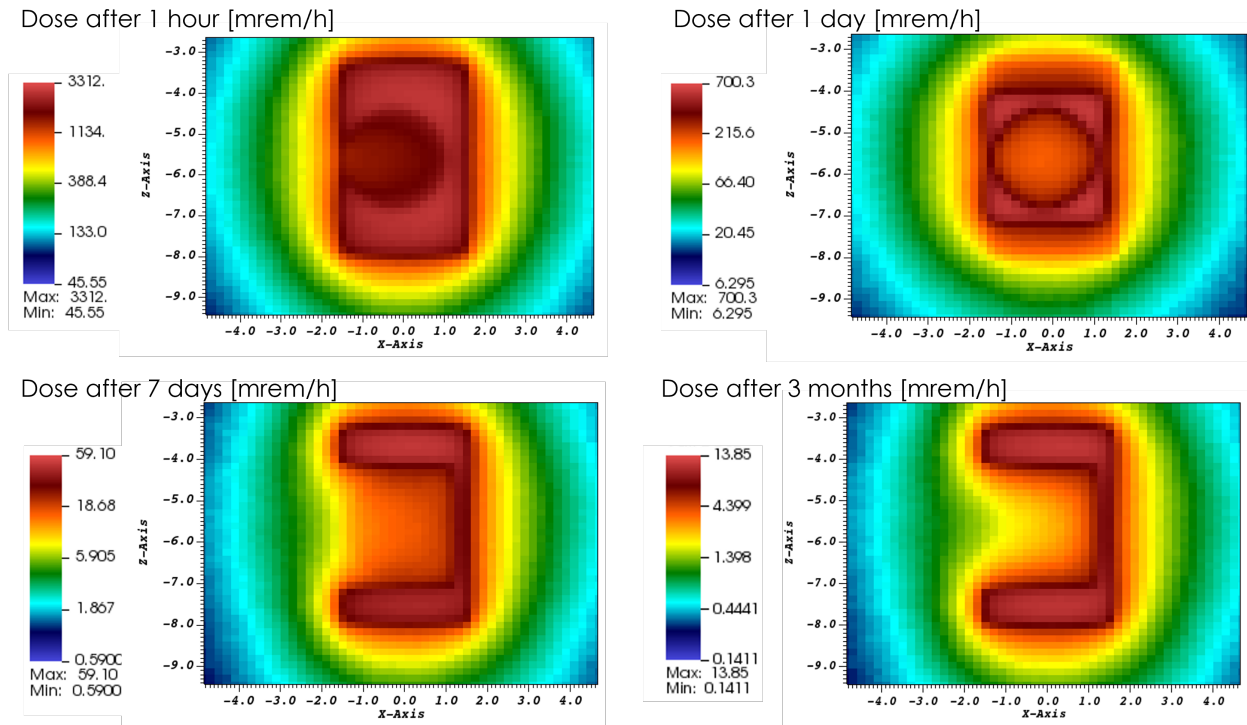 Dose after 1 hour [mrem/h]
3312.
1134.
388.4
133.0
45.55
Max: 3312.
Min: 45.55
Z-Axis
-3.0
-4.0
-5.0
-6.0
-7.0
-8.0
-9.0
-4.0 -3.0 -2.0 -1.0 0.0 1.0 2.0 3.0 4.0
X-Axis
Dose after 1 day [mrem/h]
700.3
215.6
66.40
20.45
6.295
Max: 700.3
Min: 6.295
Z-Axis
-3.0
-4.0
-5.0
-6.0
-7.0
-8.0
-9.0
-4.0 -3.0 -2.0 -1.0 0.0 1.0 2.0 3.0 4.0
X-Axis
Dose after 7 days [mrem/h]
59.10
18.68
5.905
1.867
0.5900
Max: 59.10
Min: 0.5900
Z-Axis
-3.0
-4.0
-5.0
-6.0
-7.0
-8.0
-9.0
-4.0 -3.0 -2.0 -1.0 0.0 1.0 2.0 3.0 4.0
X-Axis
Dose after 3 months [mrem/h]
13.85
4.399
1.398
0.4441
0.1411
Max: 13.85
Min: 0.1411
Z-Axis
-3.0
-4.0
-5.0
-6.0
-7.0
-8.0
-9.0
-4.0 -3.0 -2.0 -1.0 0.0 1.0 2.0 3.0 4.0
X-Axis